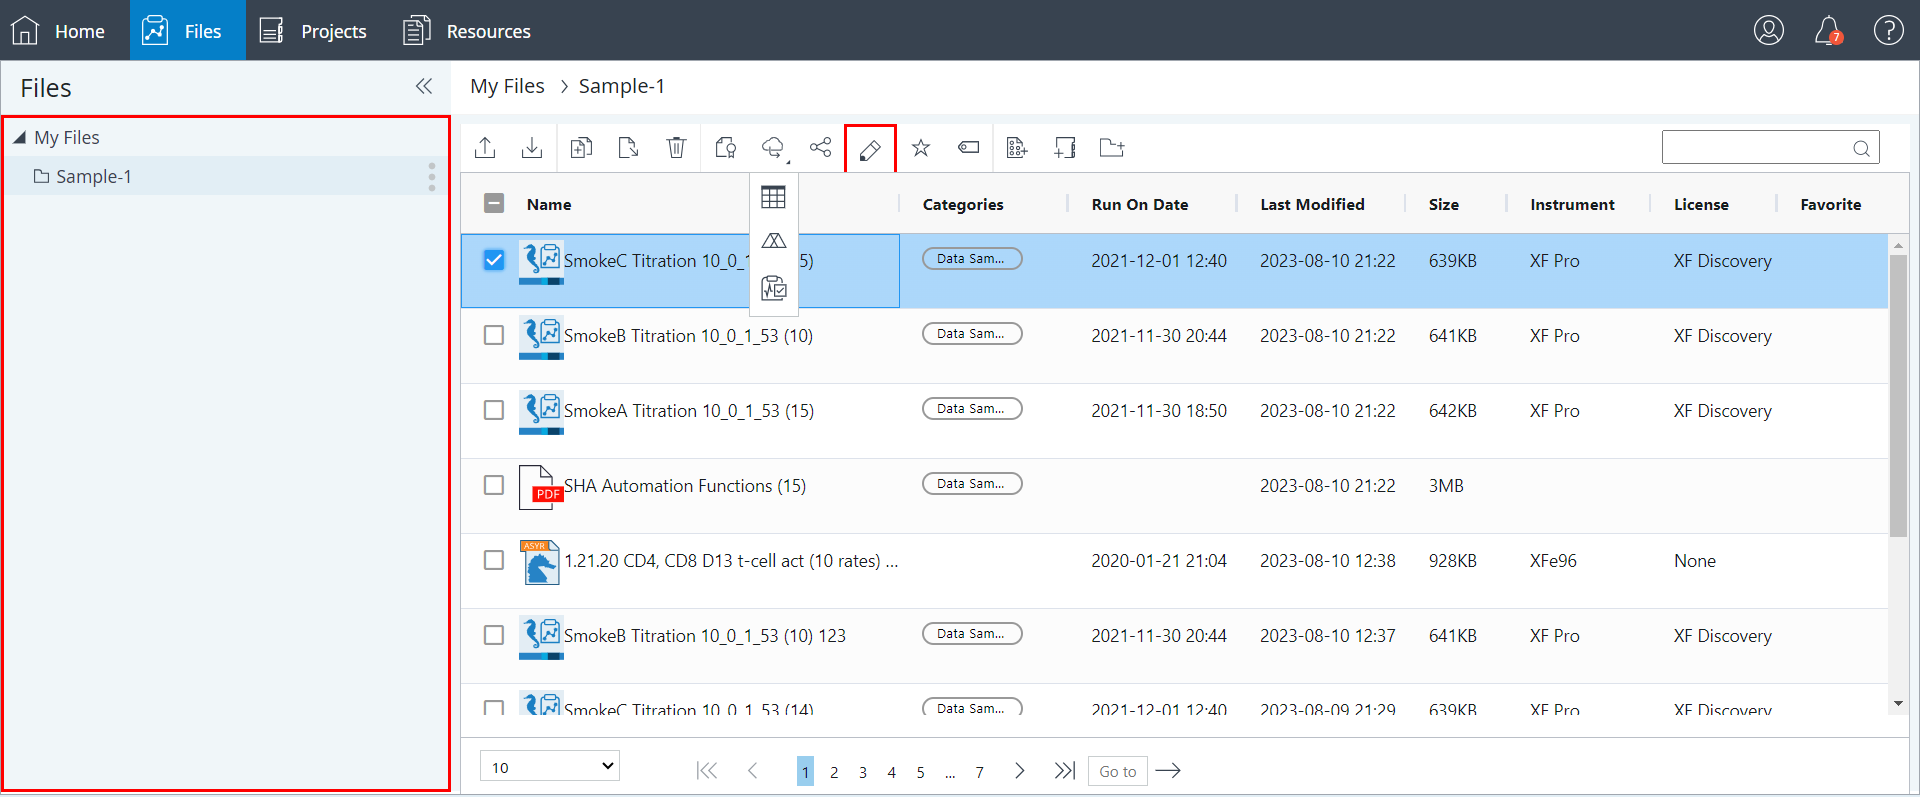 Home Files Projects Resources 7
Files
My Files
Sample-1
My Files Sample-1
Name Categories Run On Date Last Modified Size Instrument License Favorite
SmokeC Titration 10_0_1 5) Data Sam... 2021-12-01 12:40 2023-08-10 21:22 639KB XF Pro XF Discovery
SmokeB Titration 10_0_1_53 (10) Data Sam... 2021-11-30 20:44 2023-08-10 21:22 641KB XF Pro XF Discovery
SmokeA Titration 10_0_1_53 (15) Data Sam... 2021-11-30 18:50 2023-08-10 21:22 642KB XF Pro XF Discovery
PDF SHA Automation Functions (15) Data Sam... 2023-08-10 21:22 3MB
ASYR 1.21.20 CD4, CD8 D13 t-cell act (10 rates) ... 2020-01-21 21:04 2023-08-10 12:38 928KB XFe96 None
SmokeB Titration 10_0_1_53 (10) 123 Data Sam... 2021-11-30 20:44 2023-08-10 12:37 641KB XF Pro XF Discovery
SmokeC Titration 10_0_1_53 (14) Data Sam... 2021-12-01 12:40 2023-08-09 21:29 639KB XF Pro XF Discovery
10 1 2 3 4 5 ... 7 Go to